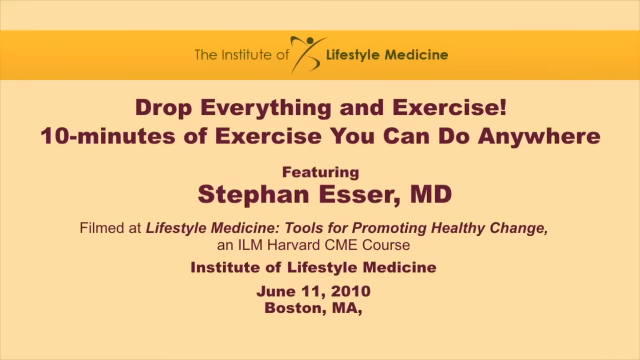 The Institute of Lifestyle Medicine
Drop Everything and Exercise!
10-minutes of Exercise You Can Do Anywhere
Featuring
Stephan Esser, MD
Filmed at Lifestyle Medicine: Tools for Promoting Healthy Change,
an ILM Harvard CME Course
Institute of Lifestyle Medicine
June 11, 2010
Boston, MA,